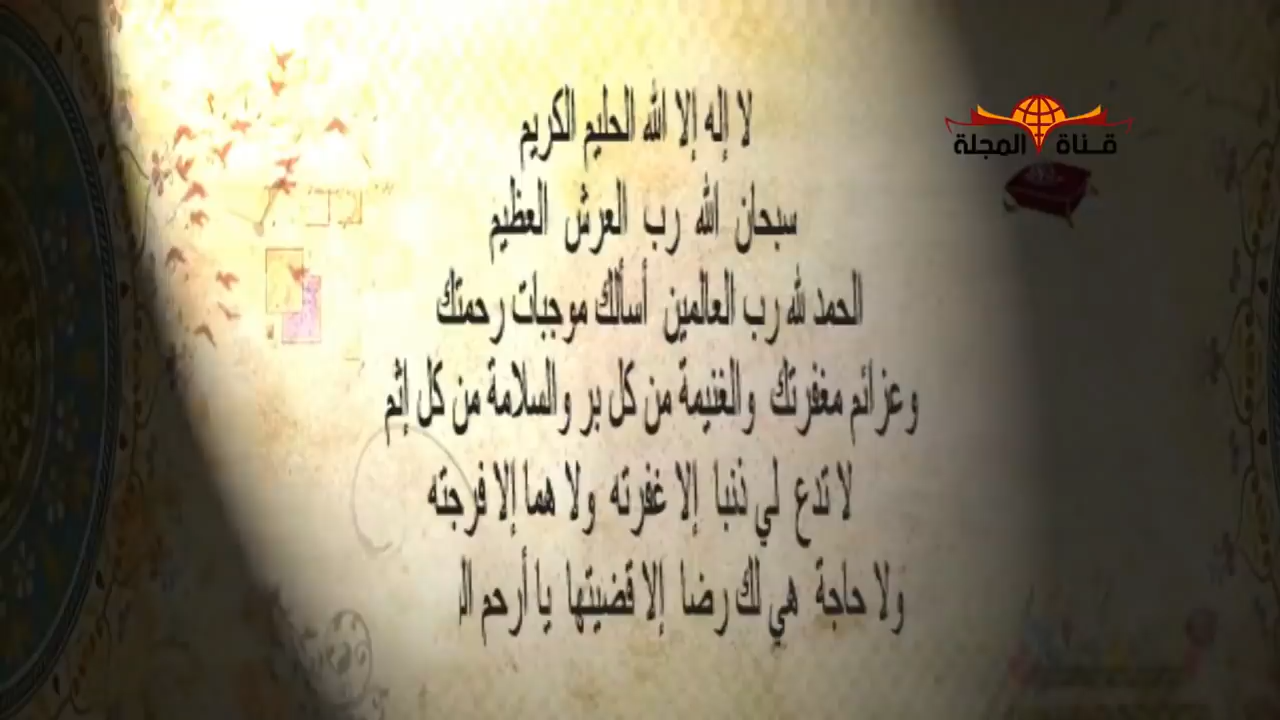 لا إله إلا الله الحليم الكريم
قناة المجلة
سبحان الله رب العرش العظيم
الحمد لله رب العالمين أسألك موجبات رحمتك
وعزائم مغفرتك والغنيمة من كل بر والسلامة من كل إثم
لا تدع لي ذنبا إلا غفرته ولا هما إلا فرجته
ولا حاجة هي لك رضا إلا قضيتها يا أرحم الر